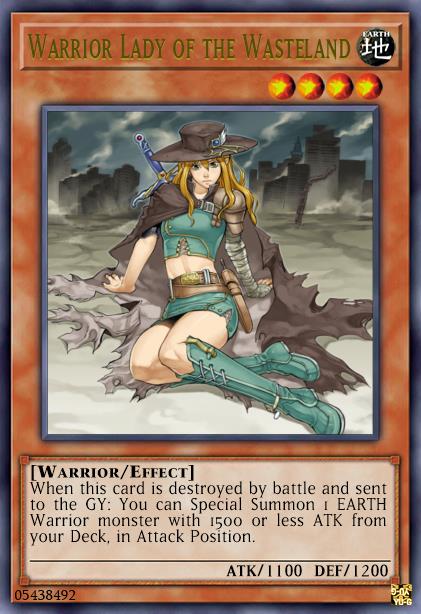 WARRIOR LADY OF THE WASTELAND
EARTH
地
[WARRIOR/EFFECT]
When this card is destroyed by battle and sent
to the GY: You can Special Summon 1 EARTH
Warrior monster with 1500 or less ATK from
your Deck, in Attack Position.
ATK/1100 DEF/1200
05438492